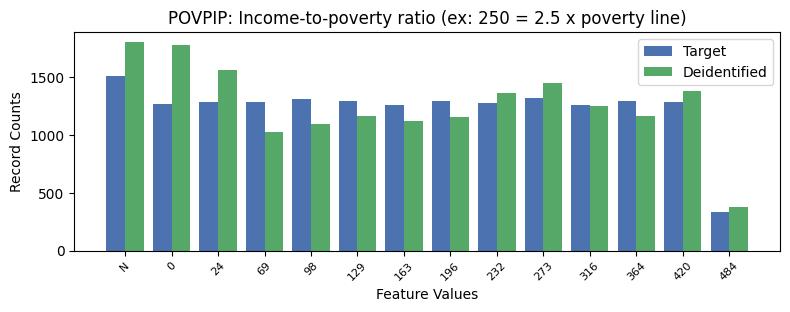 POVPIP: Income-to-poverty ratio (ex: 250 = 2.5 x poverty line)
Target
Deidentified
Record Counts
1500
1000
500
0
N 0 24 69 98 129 163 196 232 273 316 364 420 484
Feature Values